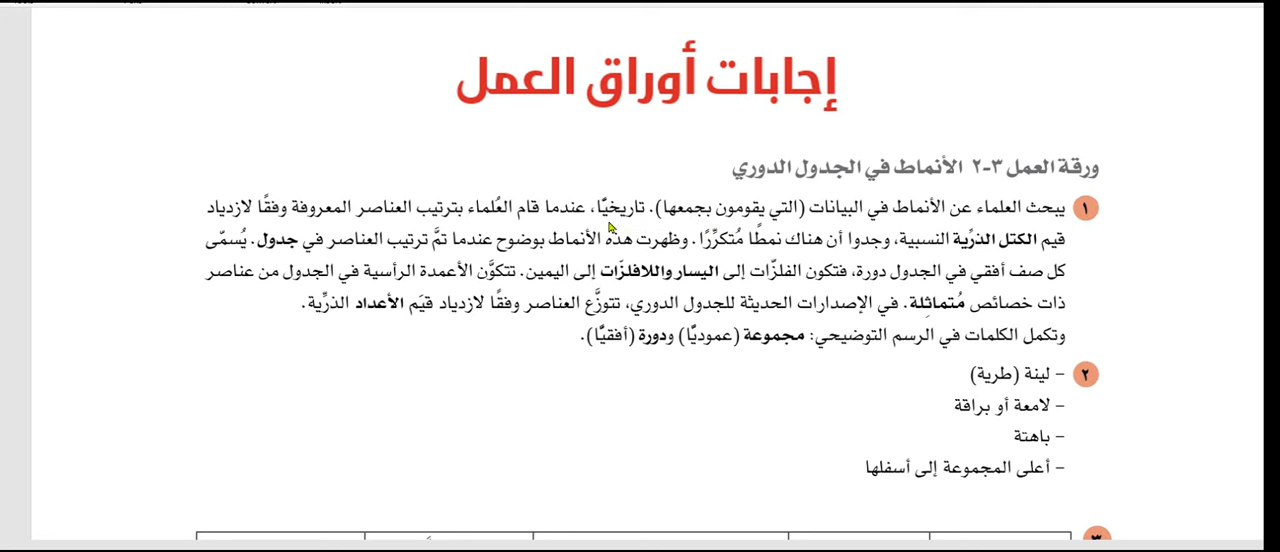 إجابات أوراق العمل
ورقة العمل ٣-٢ الأنماط في الجدول الدوري
١ يبحث العلماء عن الأنماط في البيانات (التي يقومون بجمعها). تاريخيًّا، عندما قام العُلماء بترتيب العناصر المعروفة وفقًا لازدياد
قيم الكتل الذرِّية النسبية، وجدوا أن هناك نمطًا مُتكرِّرًا. وظهرت هذه الأنماط بوضوح عندما تمَّ ترتيب العناصر في جدول. يُسمّى
كل صف أفقي في الجدول دورة، فتكون الفلزّات إلى اليسار واللافلزّات إلى اليمين. تتكوَّن الأعمدة الرأسية في الجدول من عناصر
ذات خصائص مُتماثِلة. في الإصدارات الحديثة للجدول الدوري، تتوزَّع العناصر وفقًا لازدياد قيَم الأعداد الذرِّية.
وتكمل الكلمات في الرسم التوضيحي: مجموعة (عموديًّا) ودورة (أفقيًّا).
٢ – لينة (طرية)
– لامعة أو براقة
– باهتة
– أعلى المجموعة إلى أسفلها
٣